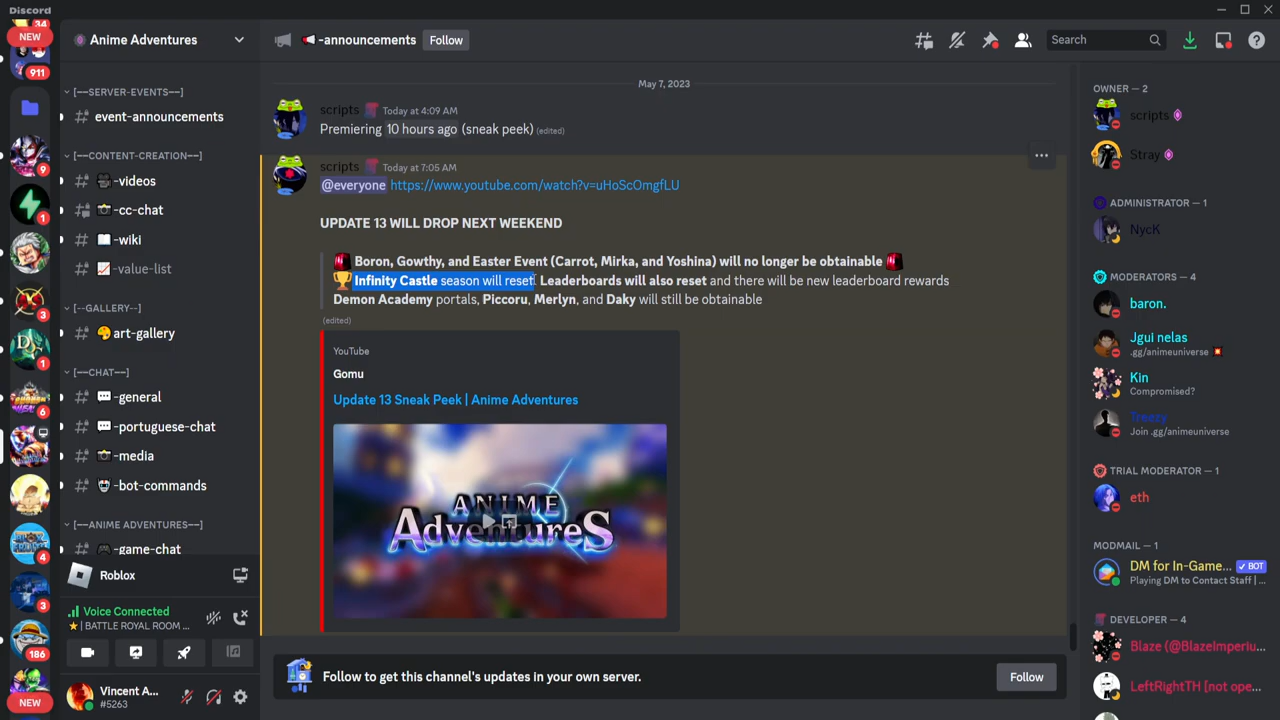 Discord
34
NEW
911
9
1
3
1
6
4
3
186
NEW
Anime Adventures
[—SERVER-EVENTS—]
event-announcements
[—CONTENT-CREATION—]
-videos
-cc-chat
-wiki
-value-list
[--GALLERY—]
art-gallery
[—CHAT—]
-general
-portuguese-chat
-media
-bot-commands
[—ANIME ADVENTURES—]
-game-chat
Roblox
Voice Connected
| BATTLE ROYAL ROOM ...
Vincent A...
#5263
-announcements
Follow
Search
May 7, 2023
scripts Today at 4:09 AM
Premiering 10 hours ago (sneak peek) (edited)
scripts Today at 7:05 AM
@everyone https://www.youtube.com/watch?v=uHoScOmgfLU
UPDATE 13 WILL DROP NEXT WEEKEND
Boron, Gowthy, and Easter Event (Carrot, Mirka, and Yoshina) will no longer be obtainable
Infinity Castle season will reset. Leaderboards will also reset and there will be new leaderboard rewards
Demon Academy portals, Piccoru, Merlyn, and Daky will still be obtainable
(edited)
YouTube
Gomu
Update 13 Sneak Peek | Anime Adventures
ANIME
AdventureS
Follow to get this channel's updates in your own server.
Follow
OWNER — 2
scripts
Stray
ADMINISTRATOR — 1
NycK
MODERATORS — 4
baron.
Jgui nelas
.gg/animeuniverse
Kin
Compromised?
Treezy
Join .gg/animeuniverse
TRIAL MODERATOR — 1
eth
MODMAIL — 1
DM for In-Game... BOT
Playing DM to Contact Staff | ...
DEVELOPER — 4
Blaze (@BlazeImperiu...
LeftRightTH [not ope...